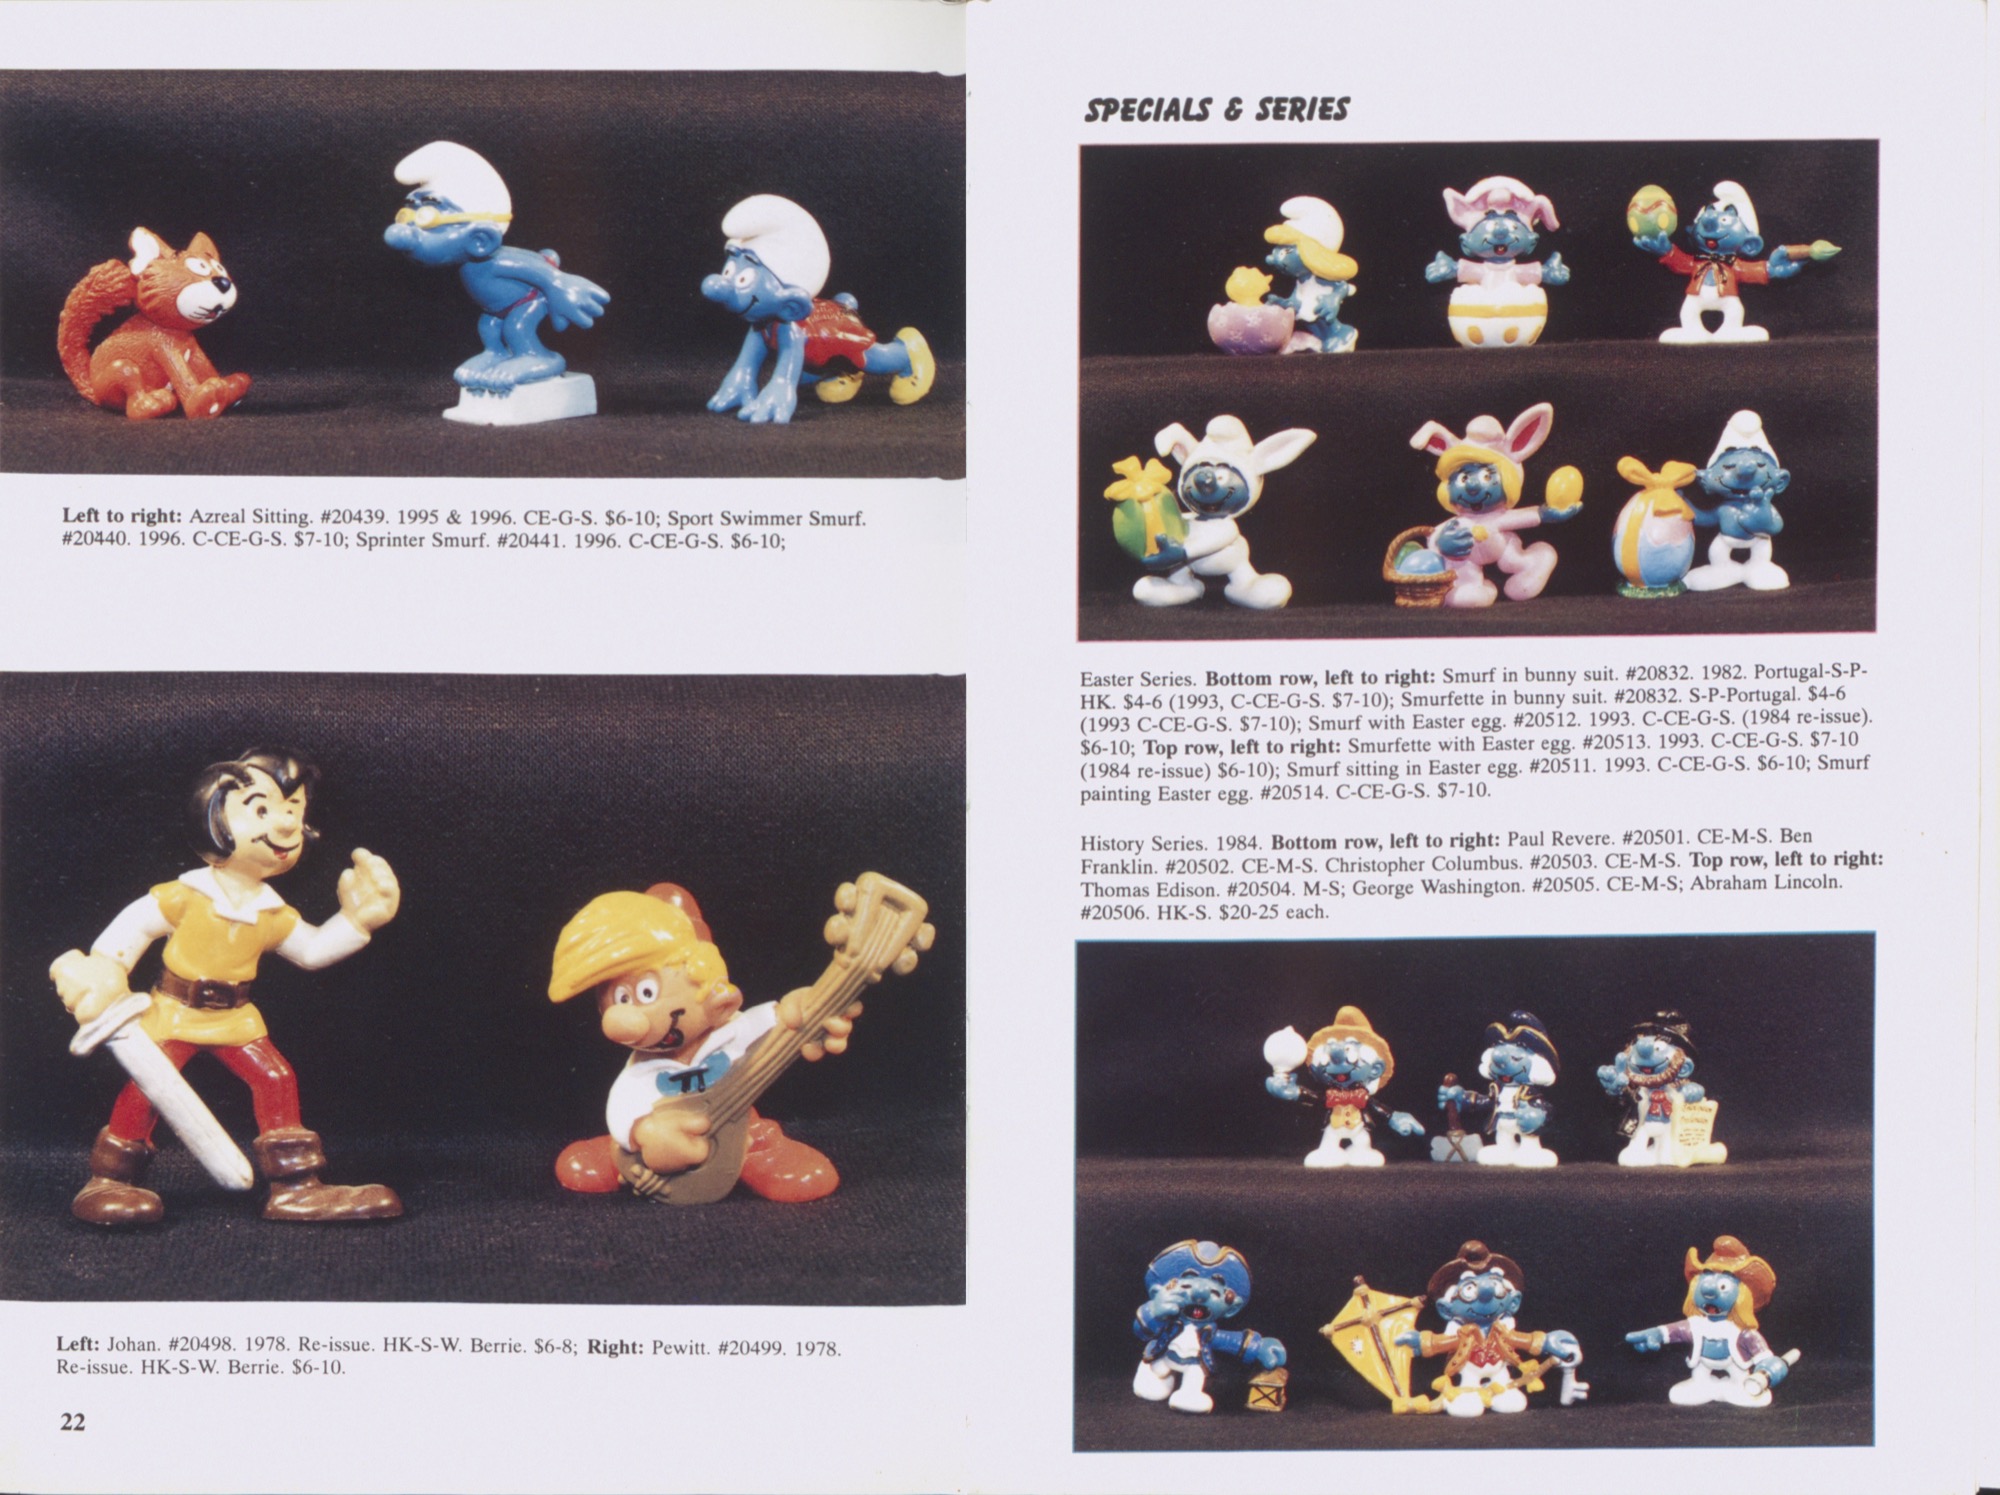 Left to right: Azreal Sitting. #20439. 1995 & 1996. CE-G-S. $6-10; Sport Swimmer Smurf.
#20440. 1996. C-CE-G-S. $7-10; Sprinter Smurf. #20441. 1996. C-CE-G-S. $6-10;
Left: Johan. #20498. 1978. Re-issue. HK-S-W. Berrie. $6-8; Right: Pewitt. #20499. 1978.
Re-issue. HK-S-W. Berrie. $6-10.
22
SPECIALS & SERIES
Easter Series. Bottom row, left to right: Smurf in bunny suit. #20832. 1982. Portugal-S-P-
HK. $4-6 (1993, C-CE-G-S. $7-10); Smurfette in bunny suit. #20832. S-P-Portugal. $4-6
(1993 C-CE-G-S. $7-10); Smurf with Easter egg. #20512. 1993. C-CE-G-S. (1984 re-issue).
$6-10; Top row, left to right: Smurfette with Easter egg. #20513. 1993. C-CE-G-S. $7-10
(1984 re-issue) $6-10); Smurf sitting in Easter egg. #20511. 1993. C-CE-G-S. $6-10; Smurf
painting Easter egg. #20514. C-CE-G-S. $7-10.
History Series. 1984. Bottom row, left to right: Paul Revere. #20501. CE-M-S. Ben
Franklin. #20502. CE-M-S. Christopher Columbus. #20503. CE-M-S. Top row, left to right:
Thomas Edison. #20504. M-S; George Washington. #20505. CE-M-S; Abraham Lincoln.
#20506. HK-S. $20-25 each.